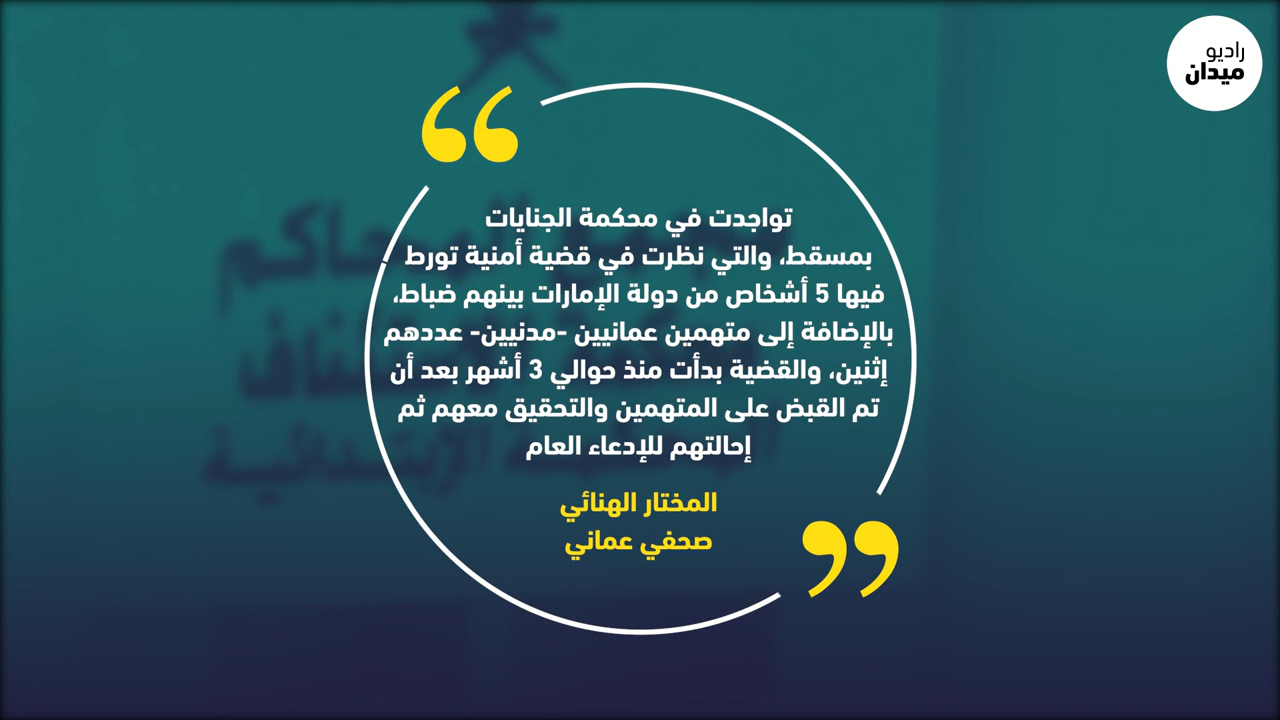 راديو
ميدان
تواجدت في محكمة الجنايات
بمسقط، والتي نظرت في قضية أمنية تورط
فيها 5 أشخاص من دولة الإمارات بينهم ضباط،
بالإضافة إلى متهمين عمانيين -مدنيين- عددهم
إثنين، والقضية بدأت منذ حوالي 3 أشهر بعد أن
تم القبض على المتهمين والتحقيق معهم ثم
إحالتهم للإدعاء العام
المختار الهنائي
صحفي عماني